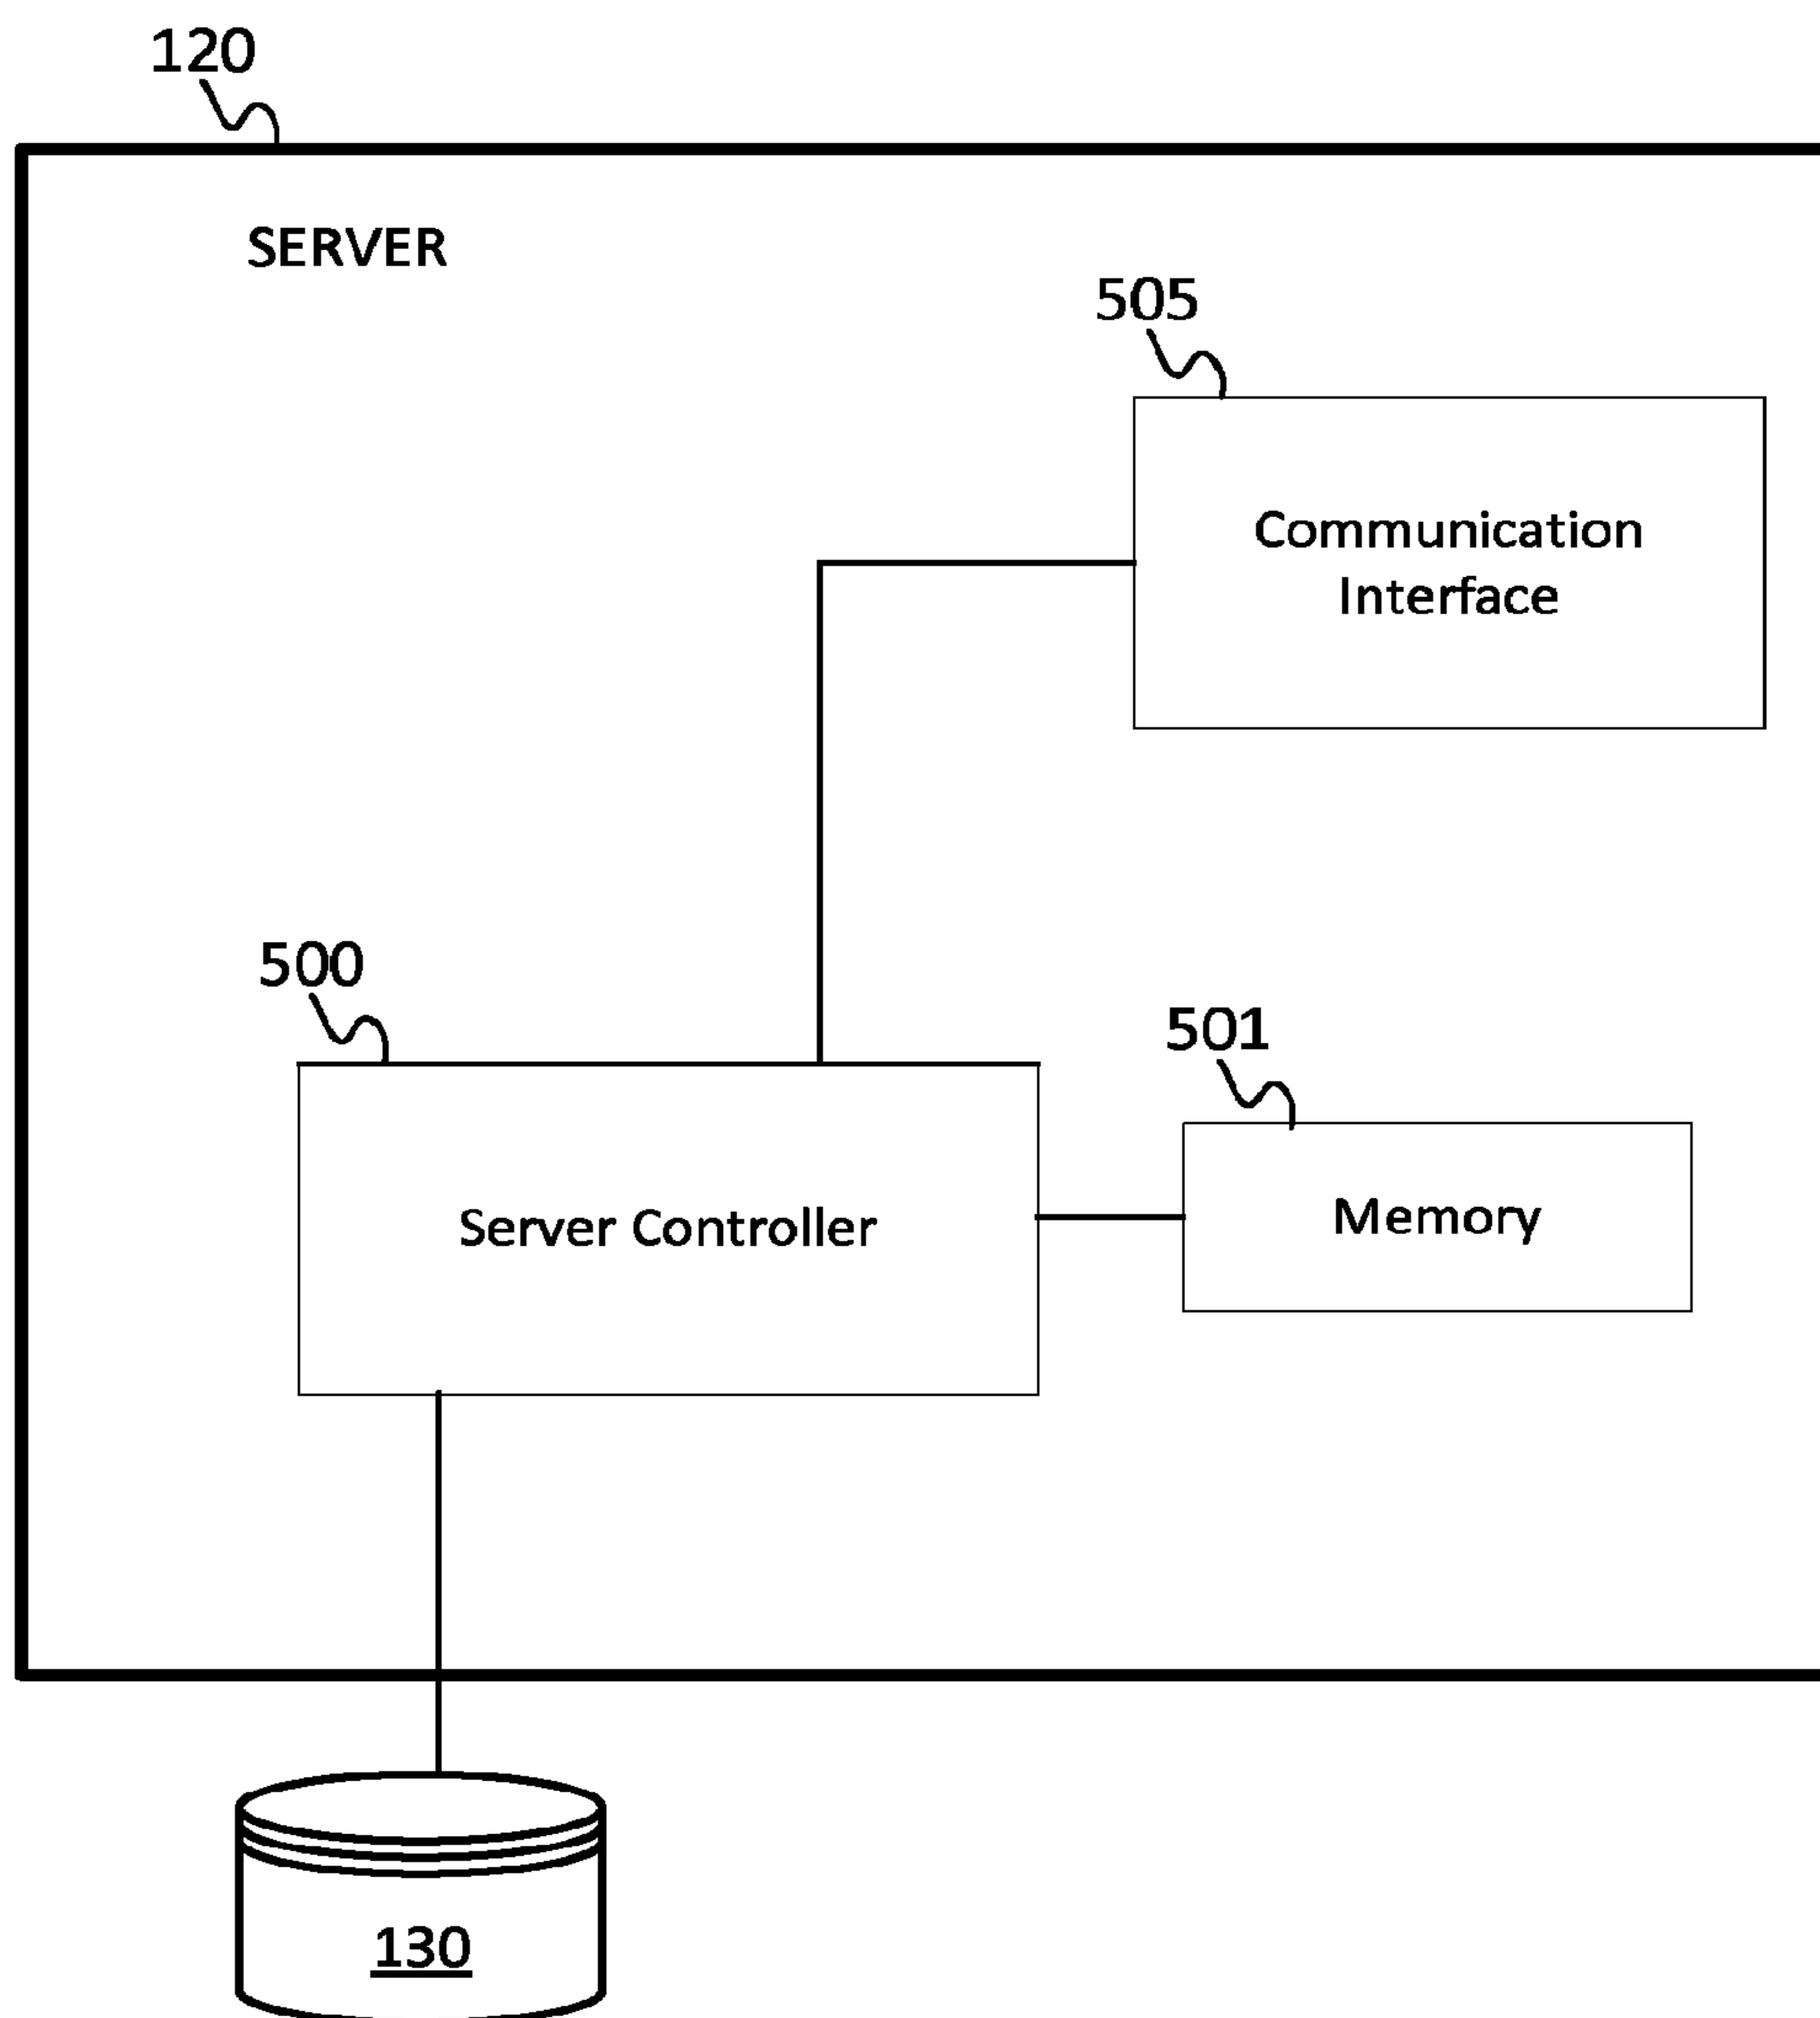 120
SERVER
505
Communication
Interface
500
501
Server Controller
Memory
130